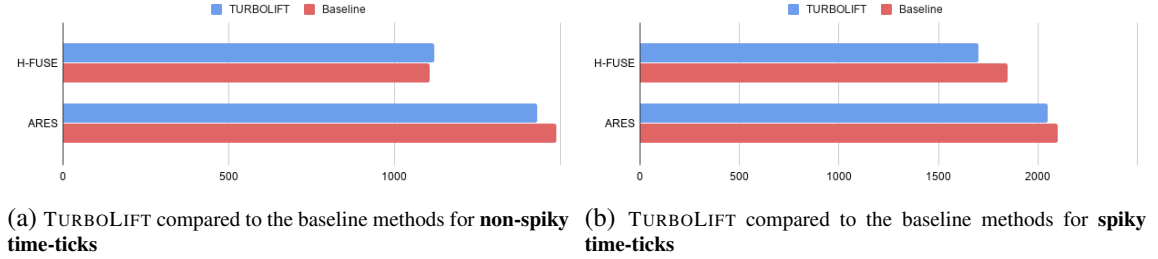 TURBOLIFT Baseline
H-FUSE
ARES
0 500 1000
(a) TURBOLIFT compared to the baseline methods for non-spiky
time-ticks
TURBOLIFT Baseline
H-FUSE
ARES
0 500 1000 1500 2000
(b) TURBOLIFT compared to the baseline methods for spiky
time-ticks